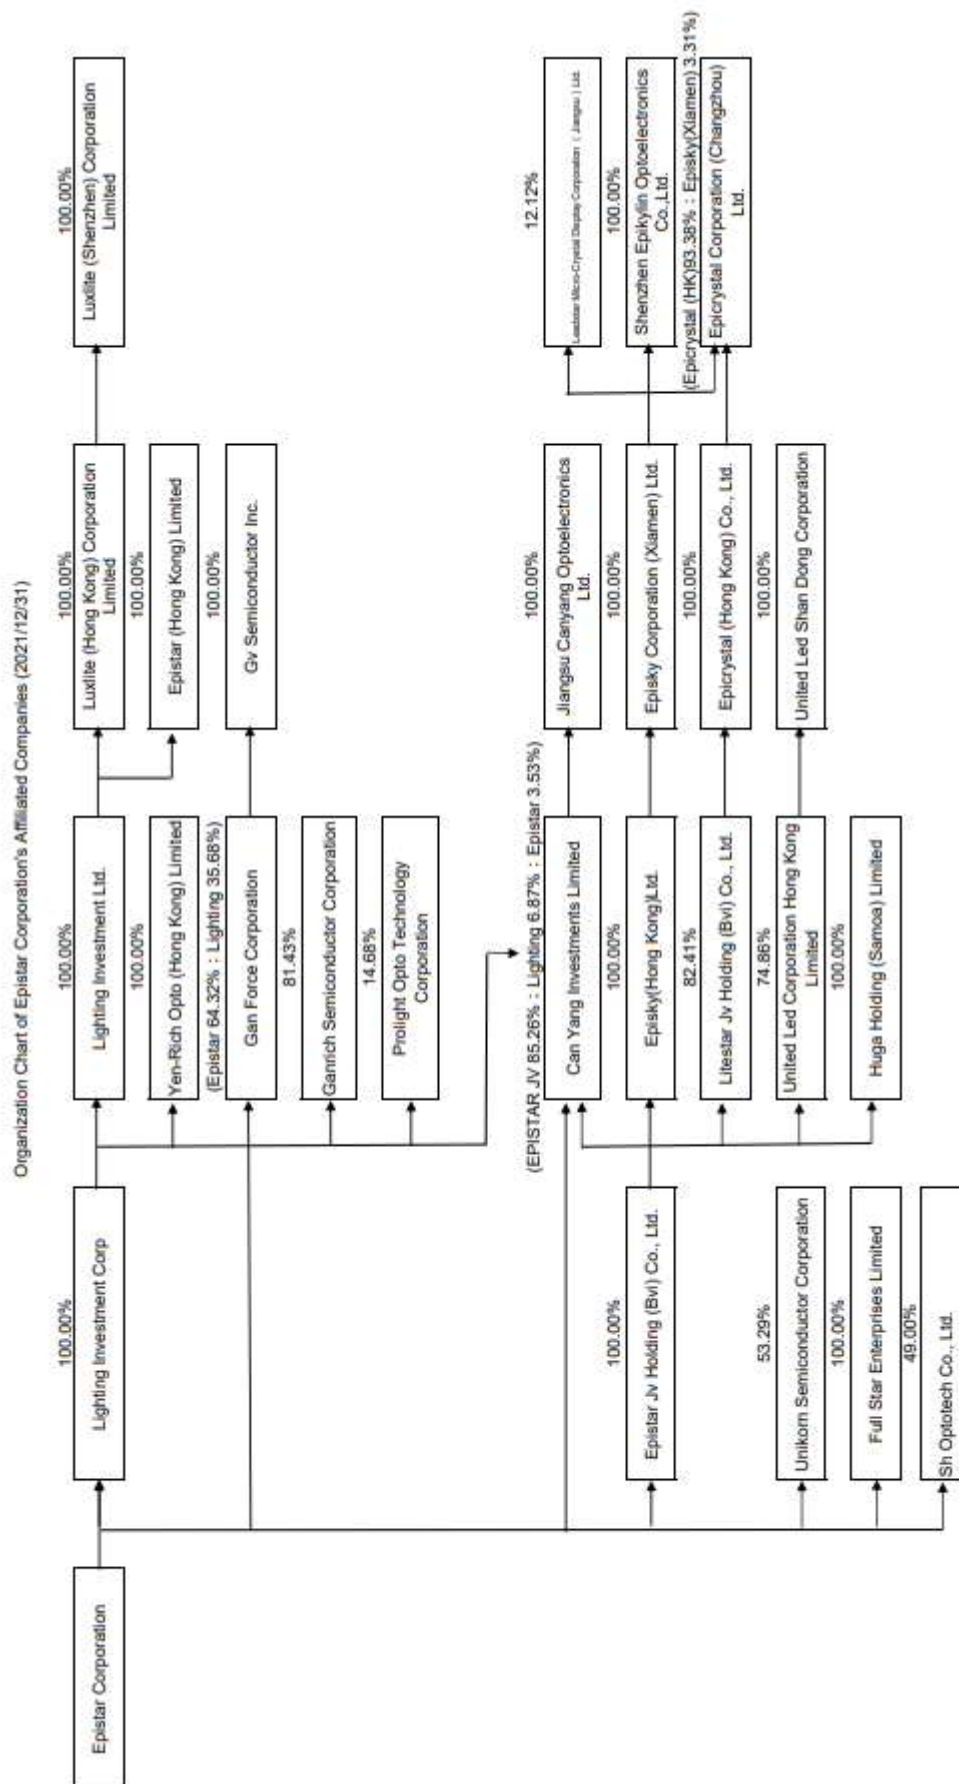 Organization Chart of Epistar Corporation's Affiliated Companies (2021/12/31)
Epistar Corporation
100.00%
Lighting Investment Corp
100.00%
Epistar Jv Holding (Bvi) Co., Ltd.
53.29%
Unikorn Semiconductor Corporation
100.00%
Full Star Enterprises Limited
49.00%
Sh Optotech Co., Ltd.
100.00%
Lighting Investment Ltd.
100.00%
Yen-Rich Opto (Hong Kong) Limited
(Epistar 64.32% : Lighting 35.68%)
Gan Force Corporation
81.43%
Ganrich Semiconductor Corporation
14.68%
Prolight Opto Technology
Corporation
(EPISTAR JV 85.26% : Lighting 6.87% : Epistar 3.53%)
Can Yang Investments Limited
100.00%
Episky(Hong Kong)Ltd.
82.41%
Litestar Jv Holding (Bvi) Co., Ltd.
74.86%
United Led Corporation Hong Kong
Limited
100.00%
Huga Holding (Samoa) Limited
100.00%
Luxlite (Hong Kong) Corporation
Limited
100.00%
Epistar (Hong Kong) Limited
100.00%
Gv Semiconductor Inc.
100.00%
Jiangsu Canyang Optoelectronics
Ltd.
100.00%
Episky Corporation (Xiamen) Ltd.
100.00%
Epicrystal (Hong Kong) Co., Ltd.
100.00%
United Led Shan Dong Corporation
100.00%
Luxlite (Shenzhen) Corporation
Limited
12.12%
Leadstar Micro-Crystal Display Corporation ( Jiangsu ) Ltd.
100.00%
Shenzhen Epikylin Optoelectronics
Co.,Ltd.
(Epicrystal (HK)93.38% : Episky(Xiamen) 3.31%)
Epicrystal Corporation (Changzhou)
Ltd.